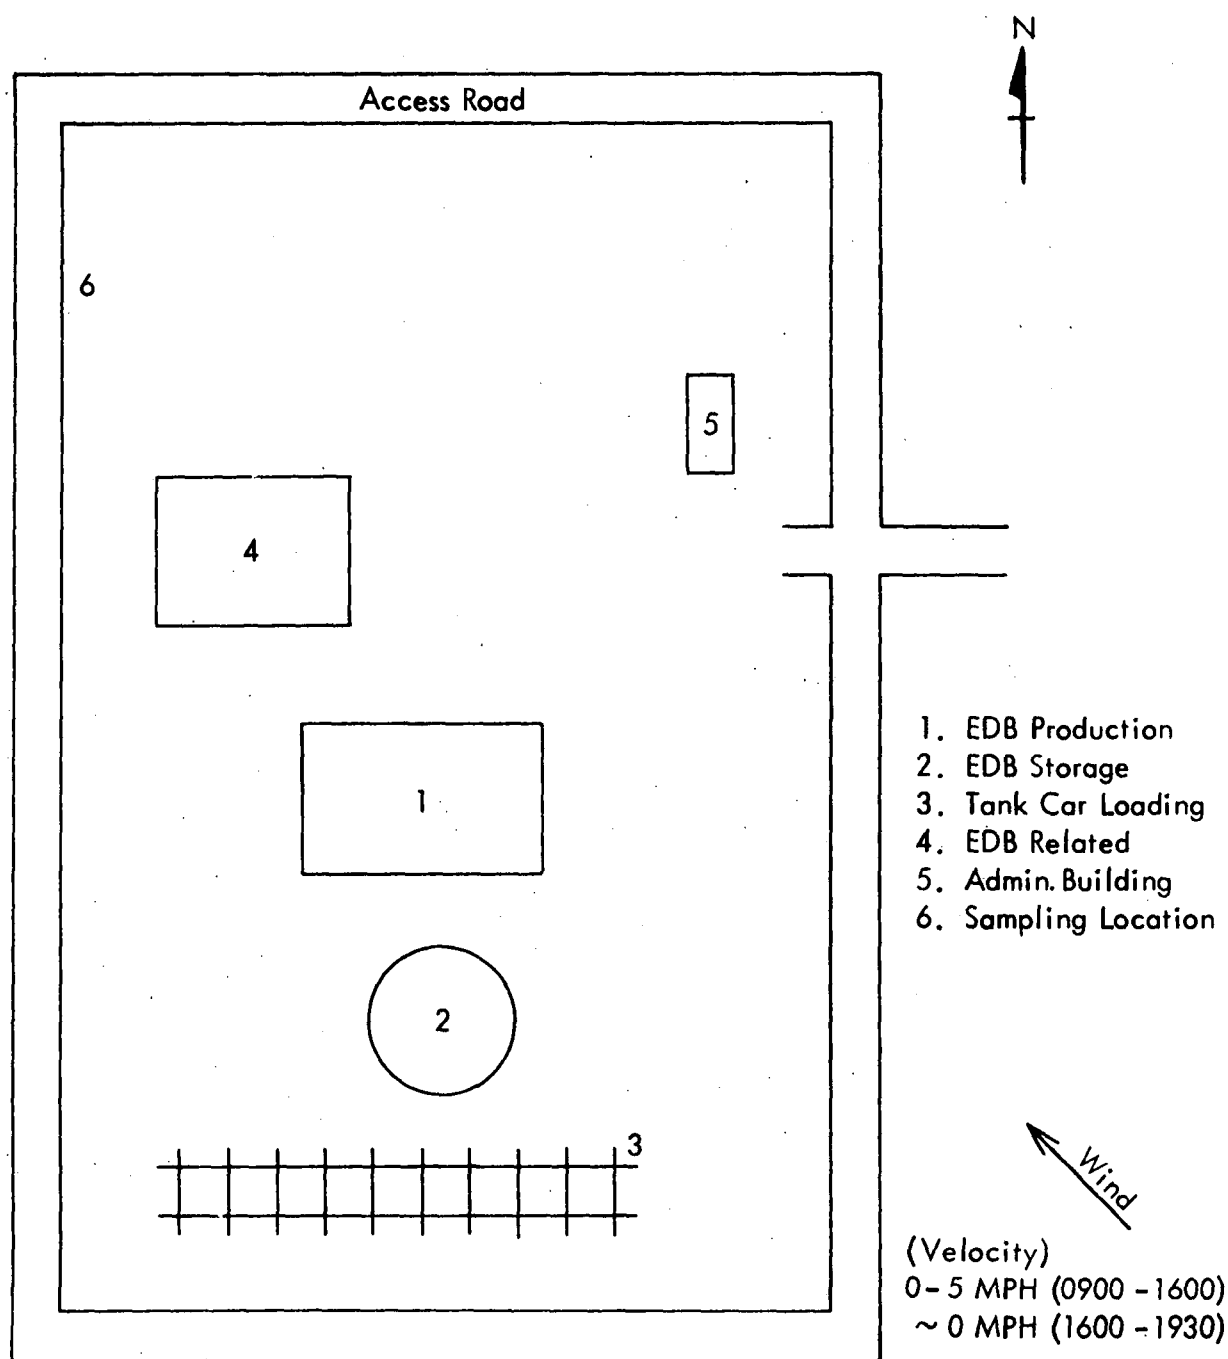 N
Access Road
6
5
4
1
2
3
1. EDB Production
2. EDB Storage
3. Tank Car Loading
4. EDB Related
5. Admin. Building
6. Sampling Location
Wind
(Velocity)
0-5 MPH (0900 -1600)
~ 0 MPH (1600 -1930)